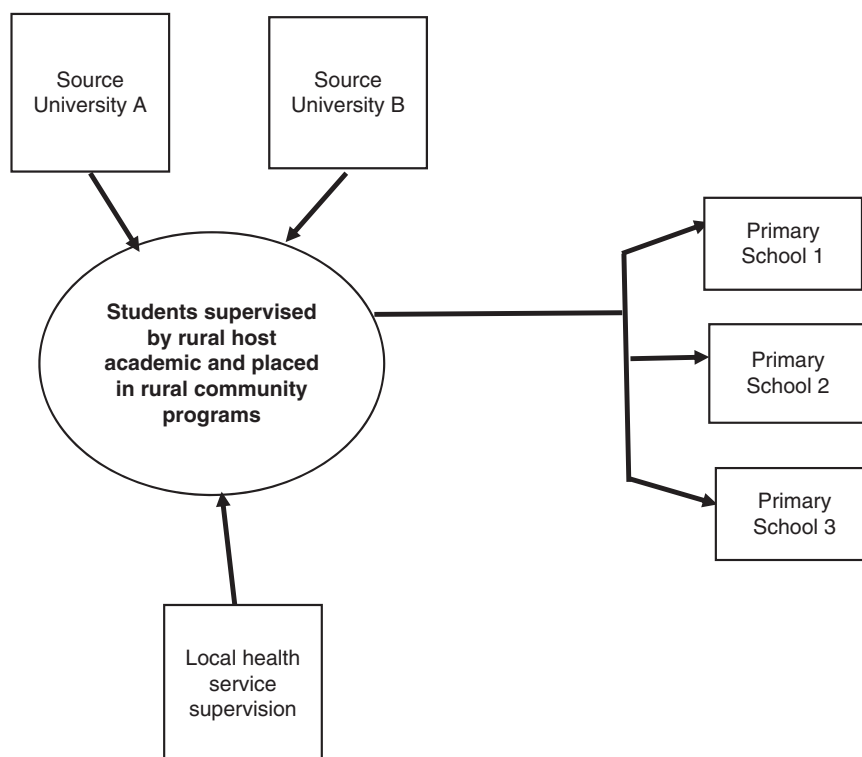 Source
University A
Source
University B
Primary
School 1
Students supervised
by rural host
academic and placed
in rural community
programs
Primary
School 2
Primary
School 3
Local health
service
supervision